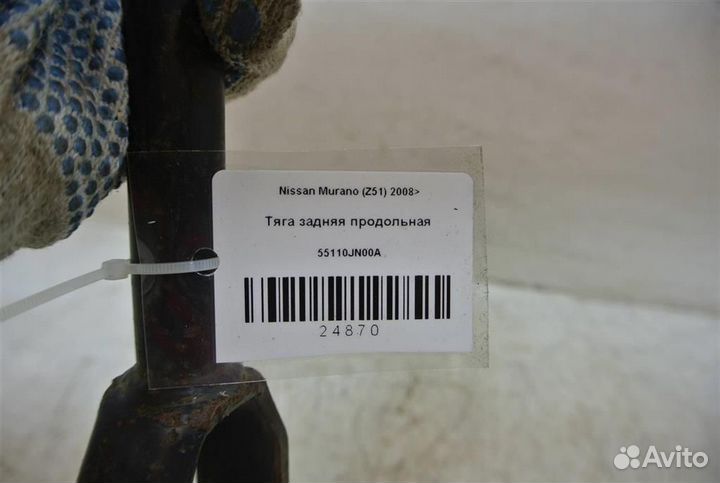 Nissan Murano (Z51) 2008>
Тяга задняя продольная
55110JN00A
24870
Avito